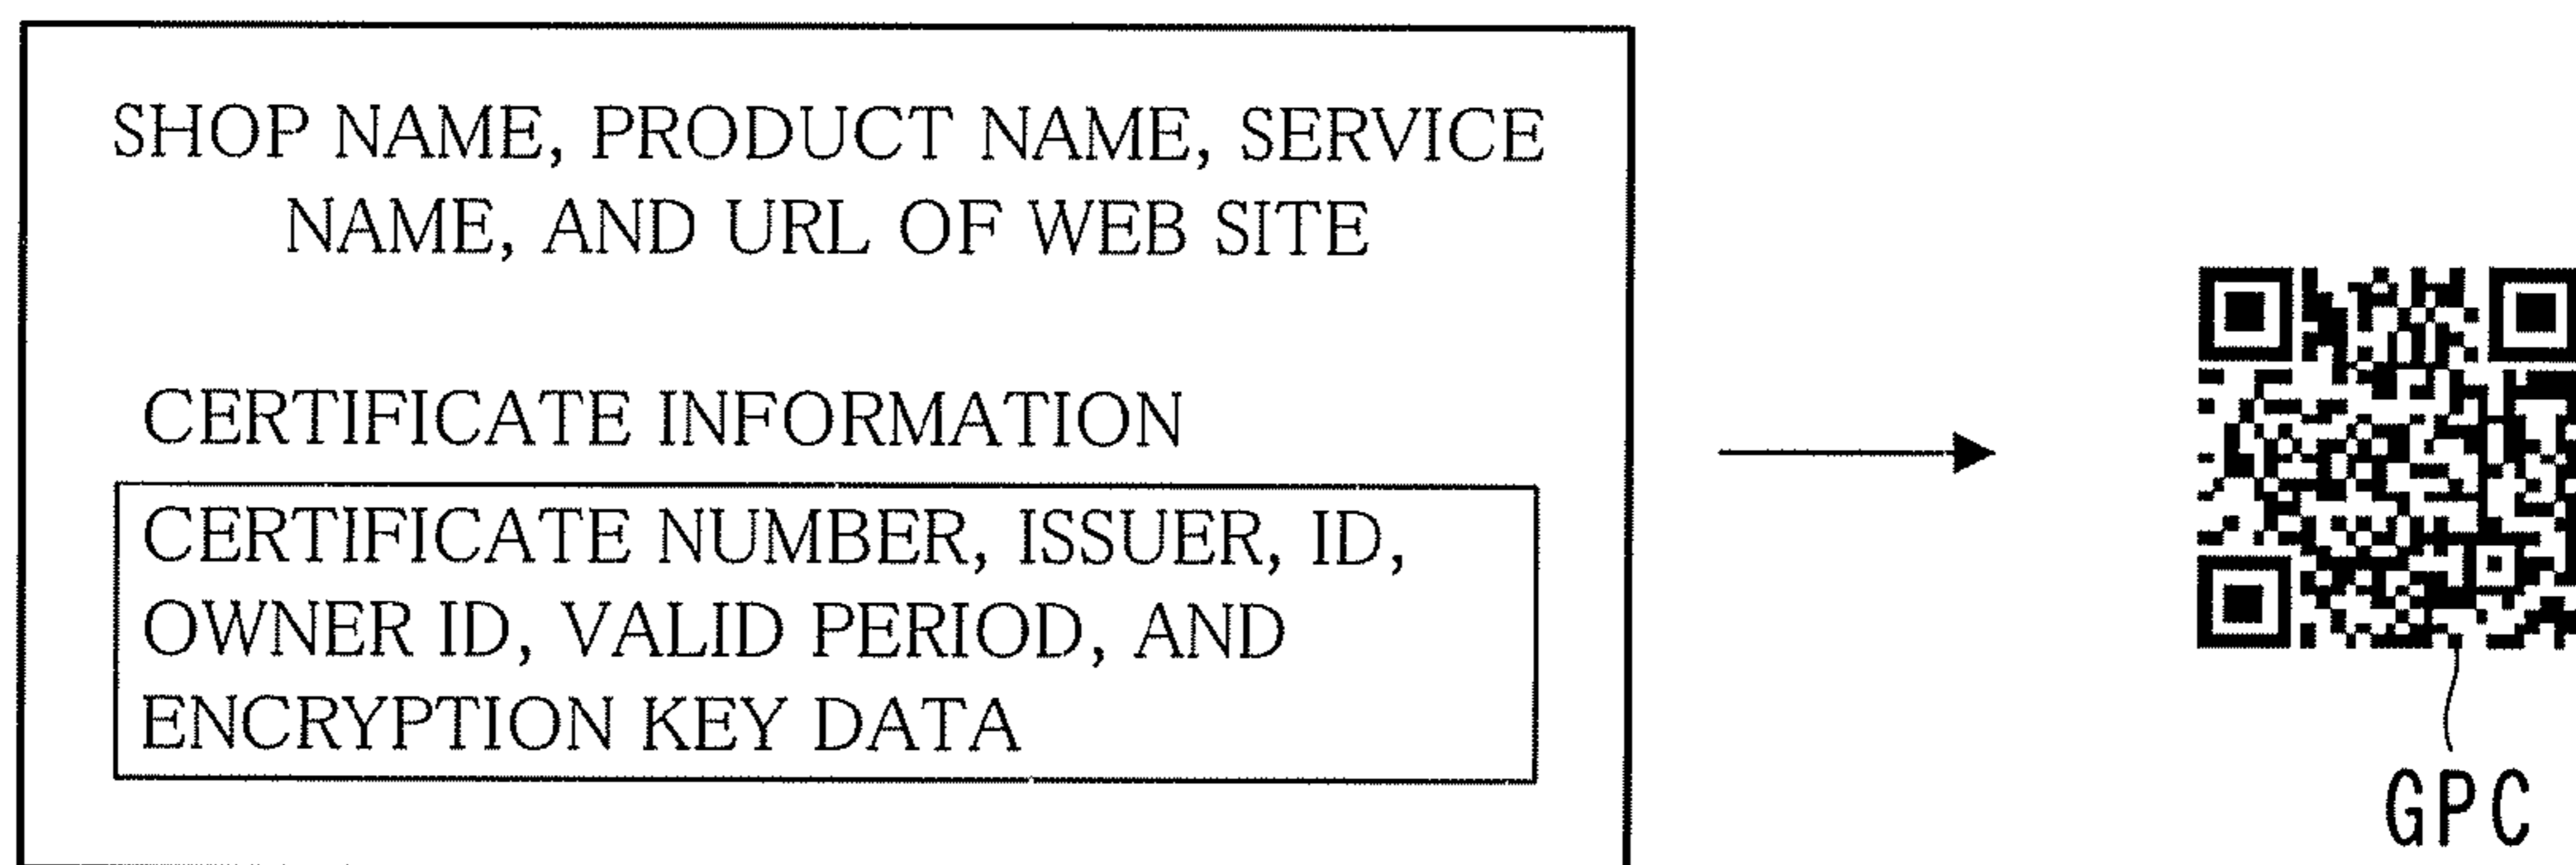 SHOP NAME, PRODUCT NAME, SERVICE
NAME, AND URL OF WEB SITE
CERTIFICATE INFORMATION
CERTIFICATE NUMBER, ISSUER, ID,
OWNER ID, VALID PERIOD, AND
ENCRYPTION KEY DATA
GPC